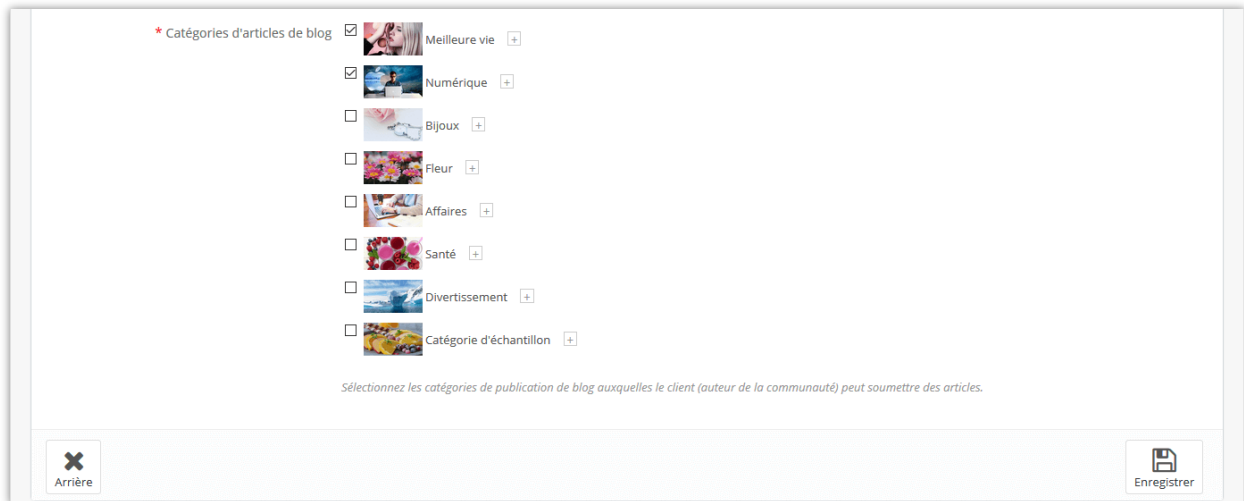 * Catégories d'articles de blog
Meilleure vie +
Numérique +
Bijoux +
Fleur +
Affaires +
Santé +
Divertissement +
Catégorie d'échantillon +
Sélectionnez les catégories de publication de blog auxquelles le client (auteur de la communauté) peut soumettre des articles.
Arrière
Enregistrer